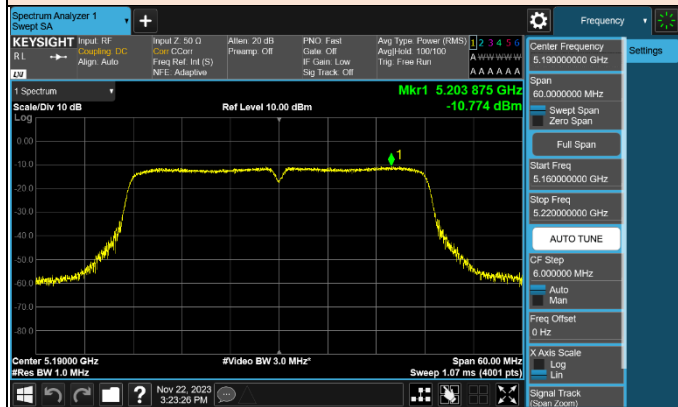 Spectrum Analyzer 1
Swept SA
Frequency
KEYSIGHT
R L
LXI
Input: RF
Coupling: DC
Align: Auto
Input Z: 50 Ω
Corr CCorr
Freq Ref: Int (S)
NFE: Adaptive
Atten: 20 dB
Preamp: Off
PNO: Fast
Gate: Off
IF Gain: Low
Sig Track: Off
Avg Type: Power (RMS)
Avg|Hold: 100/100
Trig: Free Run
1 2 3 4 5 6
A W W W W W
A A A A A A
1 Spectrum
Scale/Div 10 dB
Log
Ref Level 10.00 dBm
Mkr1 5.203 875 GHz
-10.774 dBm
0.00
-10.0
-20.0
-30.0
-40.0
-50.0
-60.0
-70.0
-80.0
1
Center 5.19000 GHz
#Res BW 1.0 MHz
#Video BW 3.0 MHz*
Span 60.00 MHz
Sweep 1.07 ms (4001 pts)
Nov 22, 2023
3:23:26 PM
?
Center Frequency
5.190000000 GHz
Span
60.0000000 MHz
Swept Span
Zero Span
Full Span
Start Freq
5.160000000 GHz
Stop Freq
5.220000000 GHz
AUTO TUNE
CF Step
6.000000 MHz
Auto
Man
Freq Offset
0 Hz
X Axis Scale
Log
Lin
Signal Track
(Span Zoom)
Settings